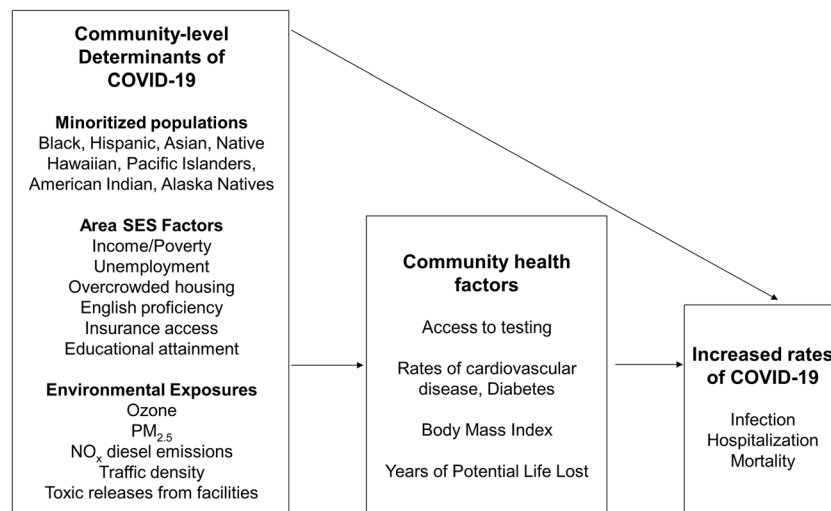 Community-level
Determinants of
COVID-19
Minoritized populations
Black, Hispanic, Asian, Native
Hawaiian, Pacific Islanders,
American Indian, Alaska Natives
Area SES Factors
Income/Poverty
Unemployment
Overcrowded housing
English proficiency
Insurance access
Educational attainment
Environmental Exposures
Ozone
PM2.5
NOx diesel emissions
Traffic density
Toxic releases from facilities
Community health
factors
Access to testing
Rates of cardiovascular
disease, Diabetes
Body Mass Index
Years of Potential Life Lost
Increased rates
of COVID-19
Infection
Hospitalization
Mortality